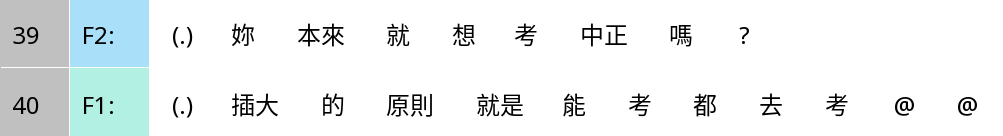 39 F2: (.) 妳 本來 就 想 考 中正 嗎 ?
40 F1: (.) 插大 的 原則 就是 能 考 都 去 考 @ @